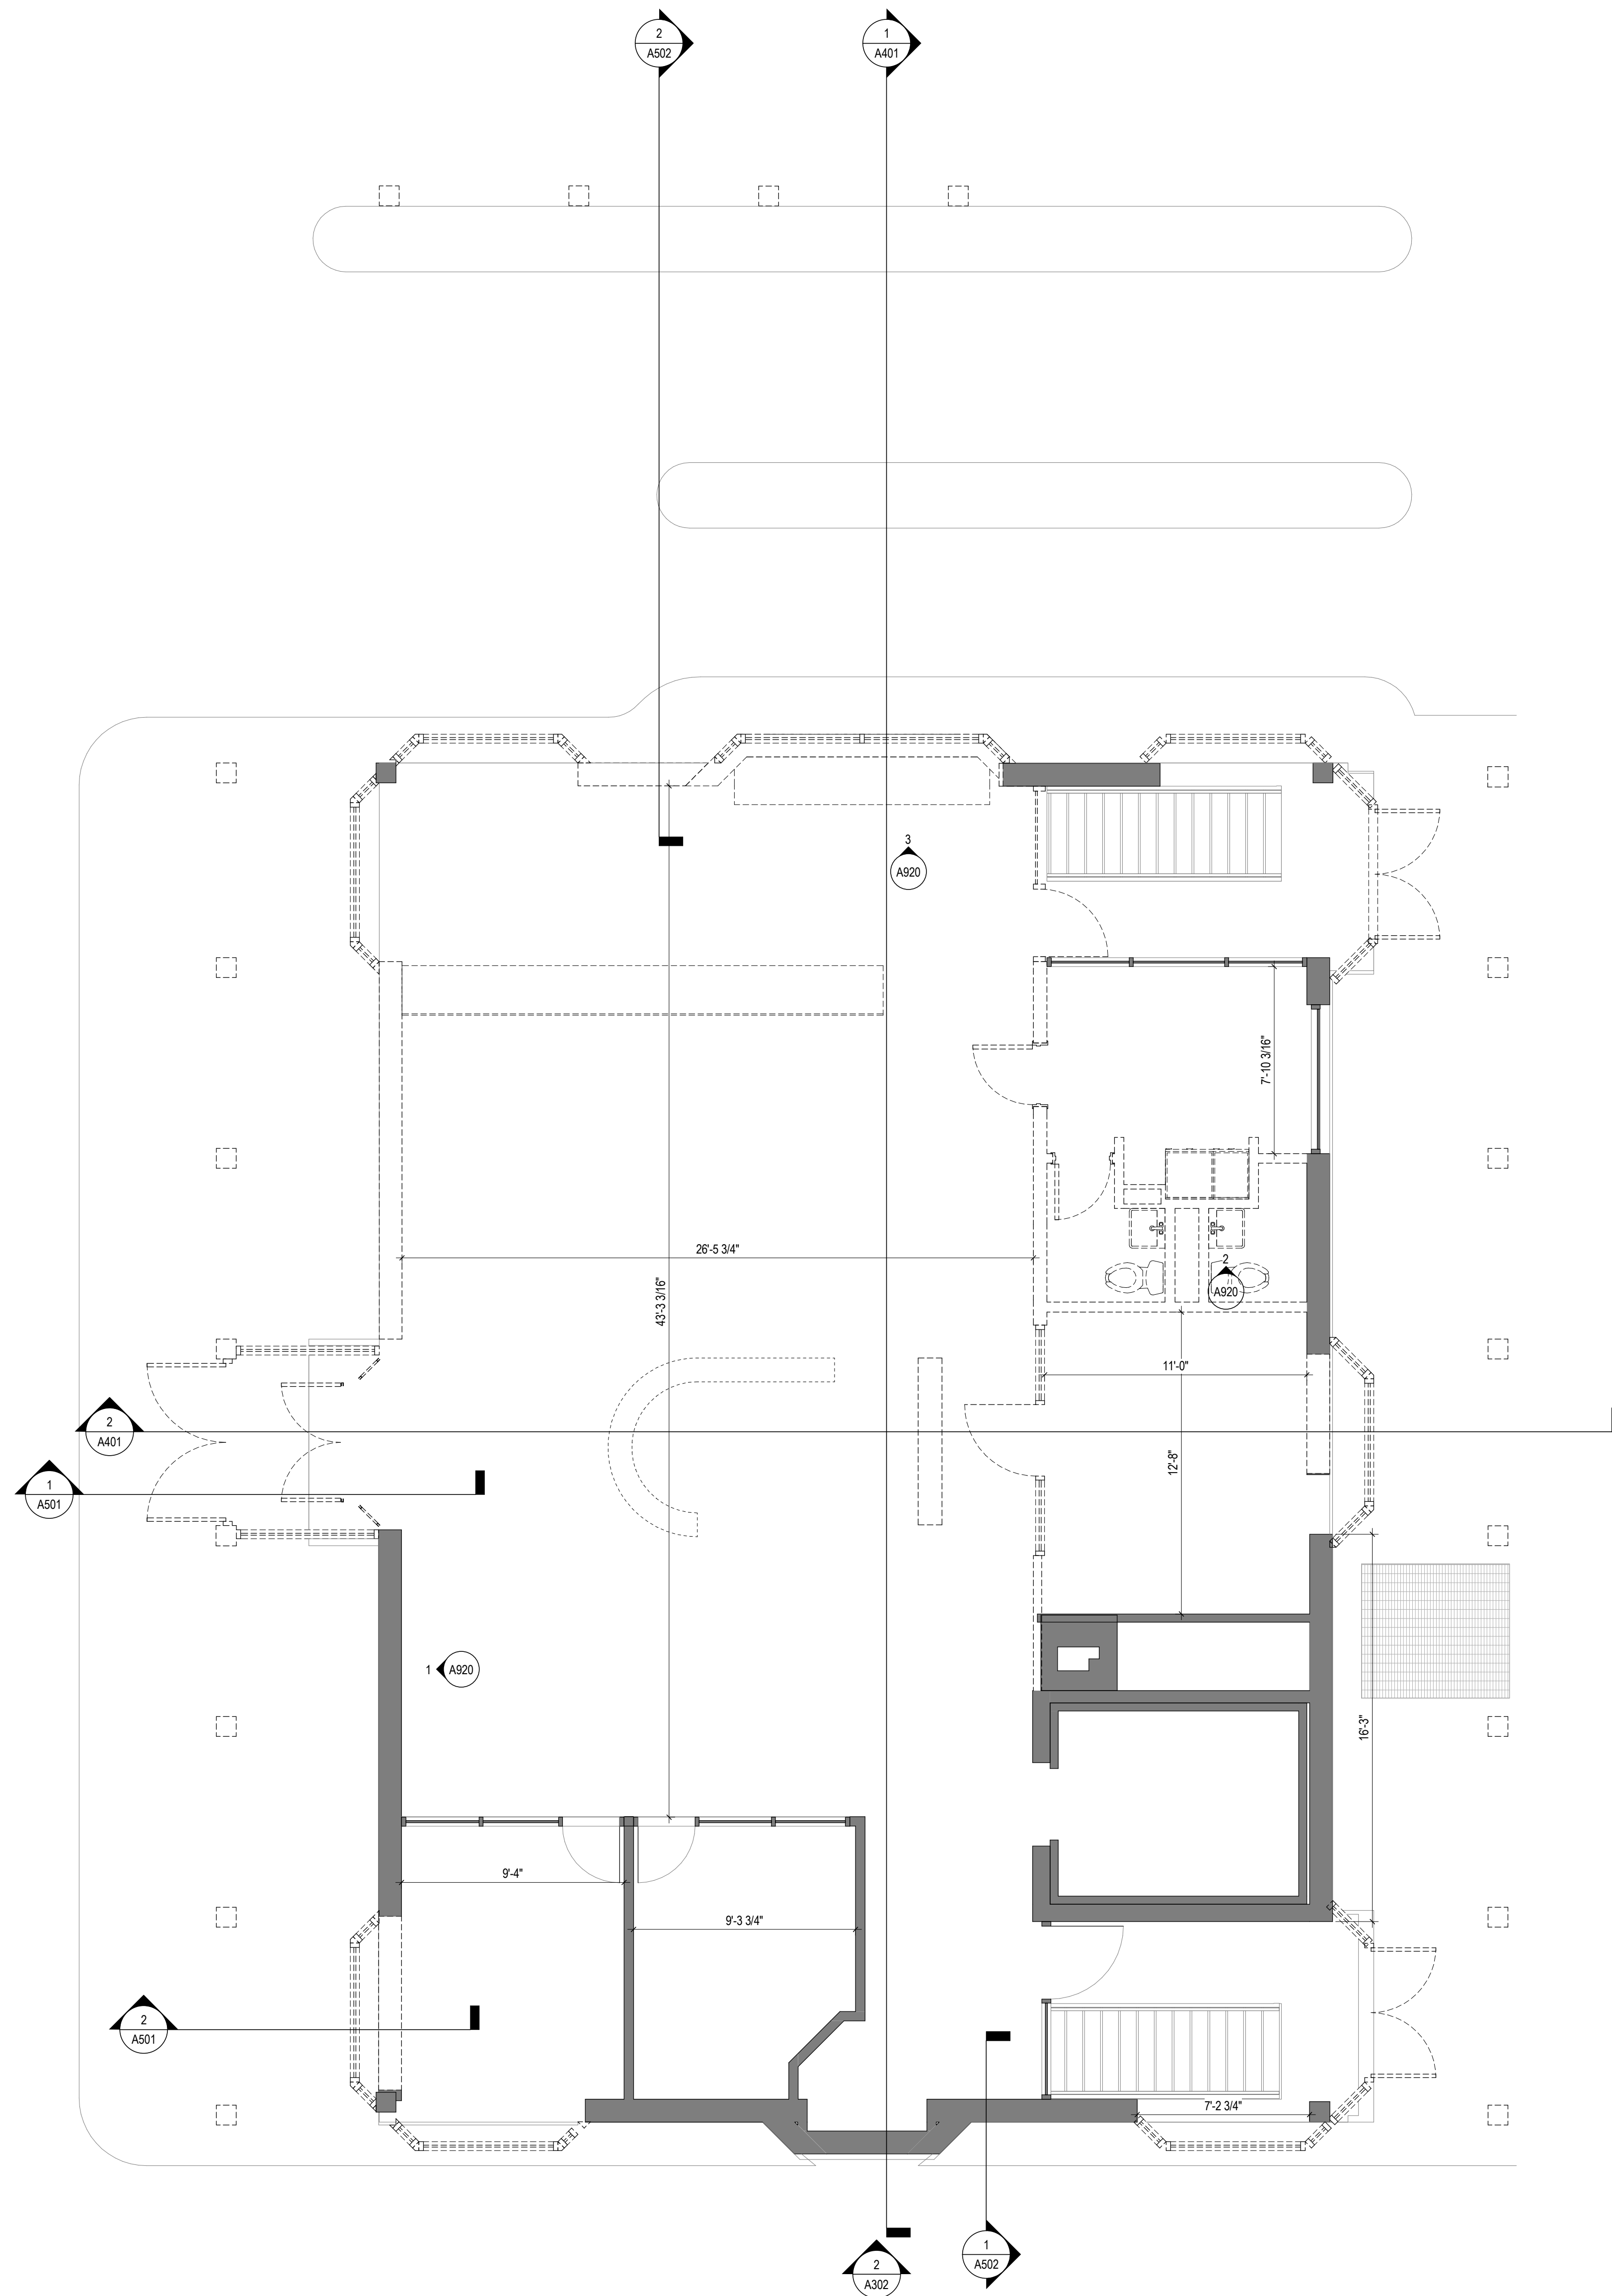 2
A502
1
A401
3
A920
7'-10 3/16"
26'-5 3/4"
43'-3 3/16"
2
A920
11'-0"
2
A401
12'-8"
1
A501
1
A920
16'-3"
9'-4"
9'-3 3/4"
2
A501
7'-2 3/4"
1
A502
2
A302